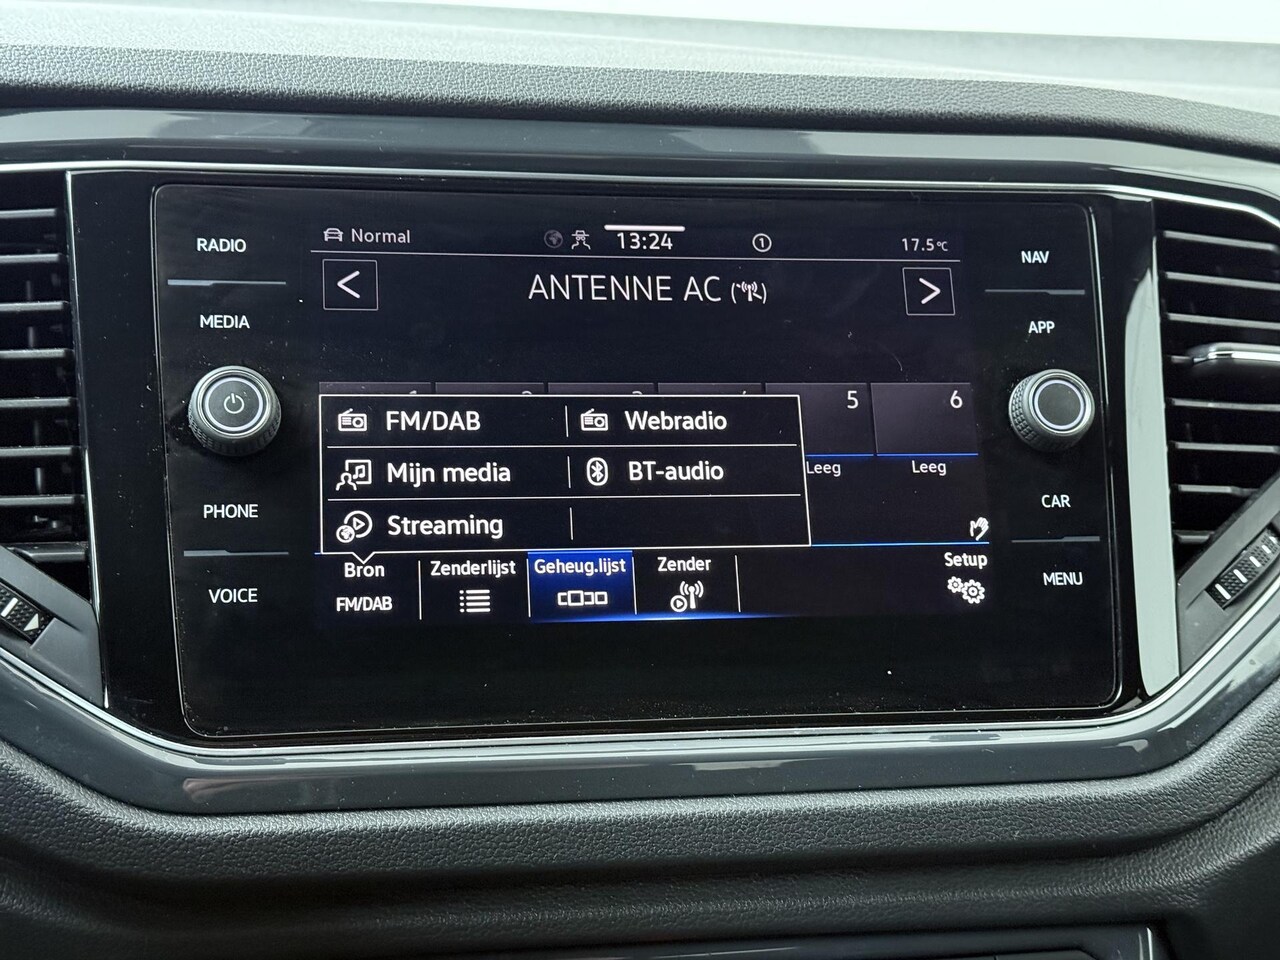 RADIO
MEDIA
PHONE
VOICE
Normal
13:24
1
17.5°C
ANTENNE AC
5
6
FM/DAB
Webradio
Mijn media
BT-audio
Streaming
Leeg
Leeg
Bron
FM/DAB
Zenderlijst
Geheug.lijst
Zender
Setup
NAV
APP
CAR
MENU